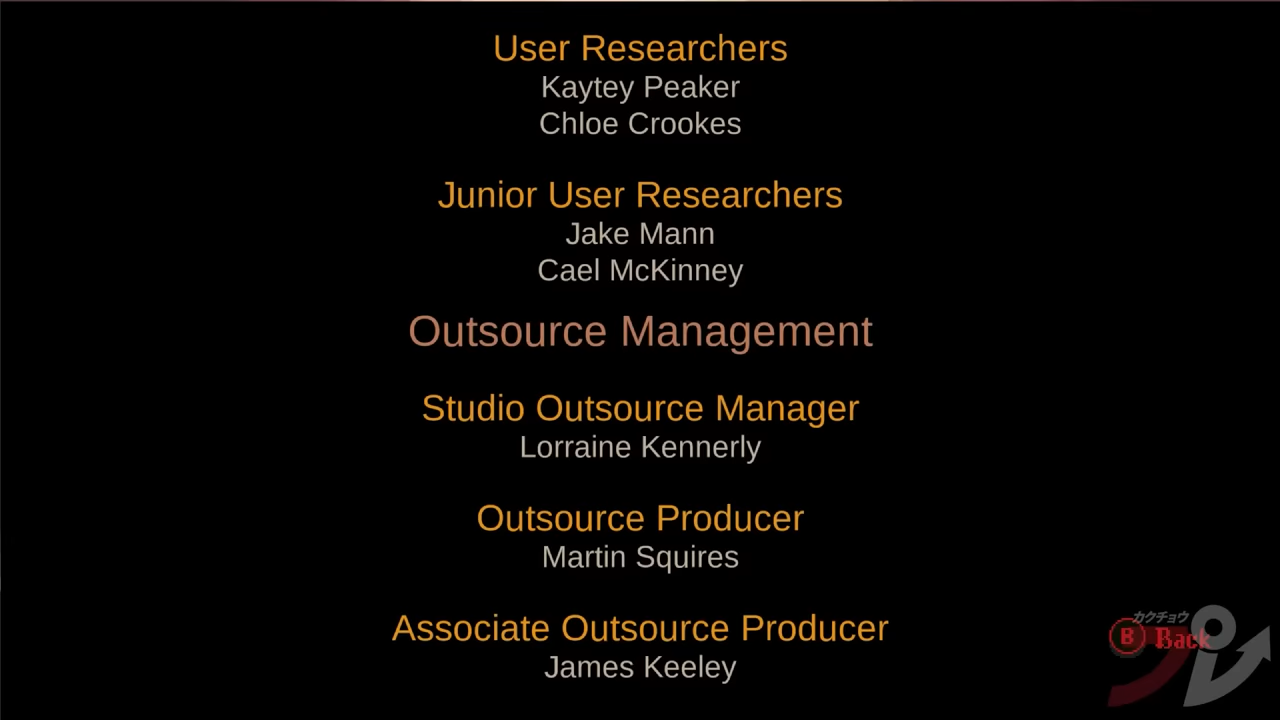 User Researchers
Kaytey Peaker
Chloe Crookes
Junior User Researchers
Jake Mann
Cael McKinney
Outsource Management
Studio Outsource Manager
Lorraine Kennerly
Outsource Producer
Martin Squires
Associate Outsource Producer
James Keeley
カクチョウ
B Back